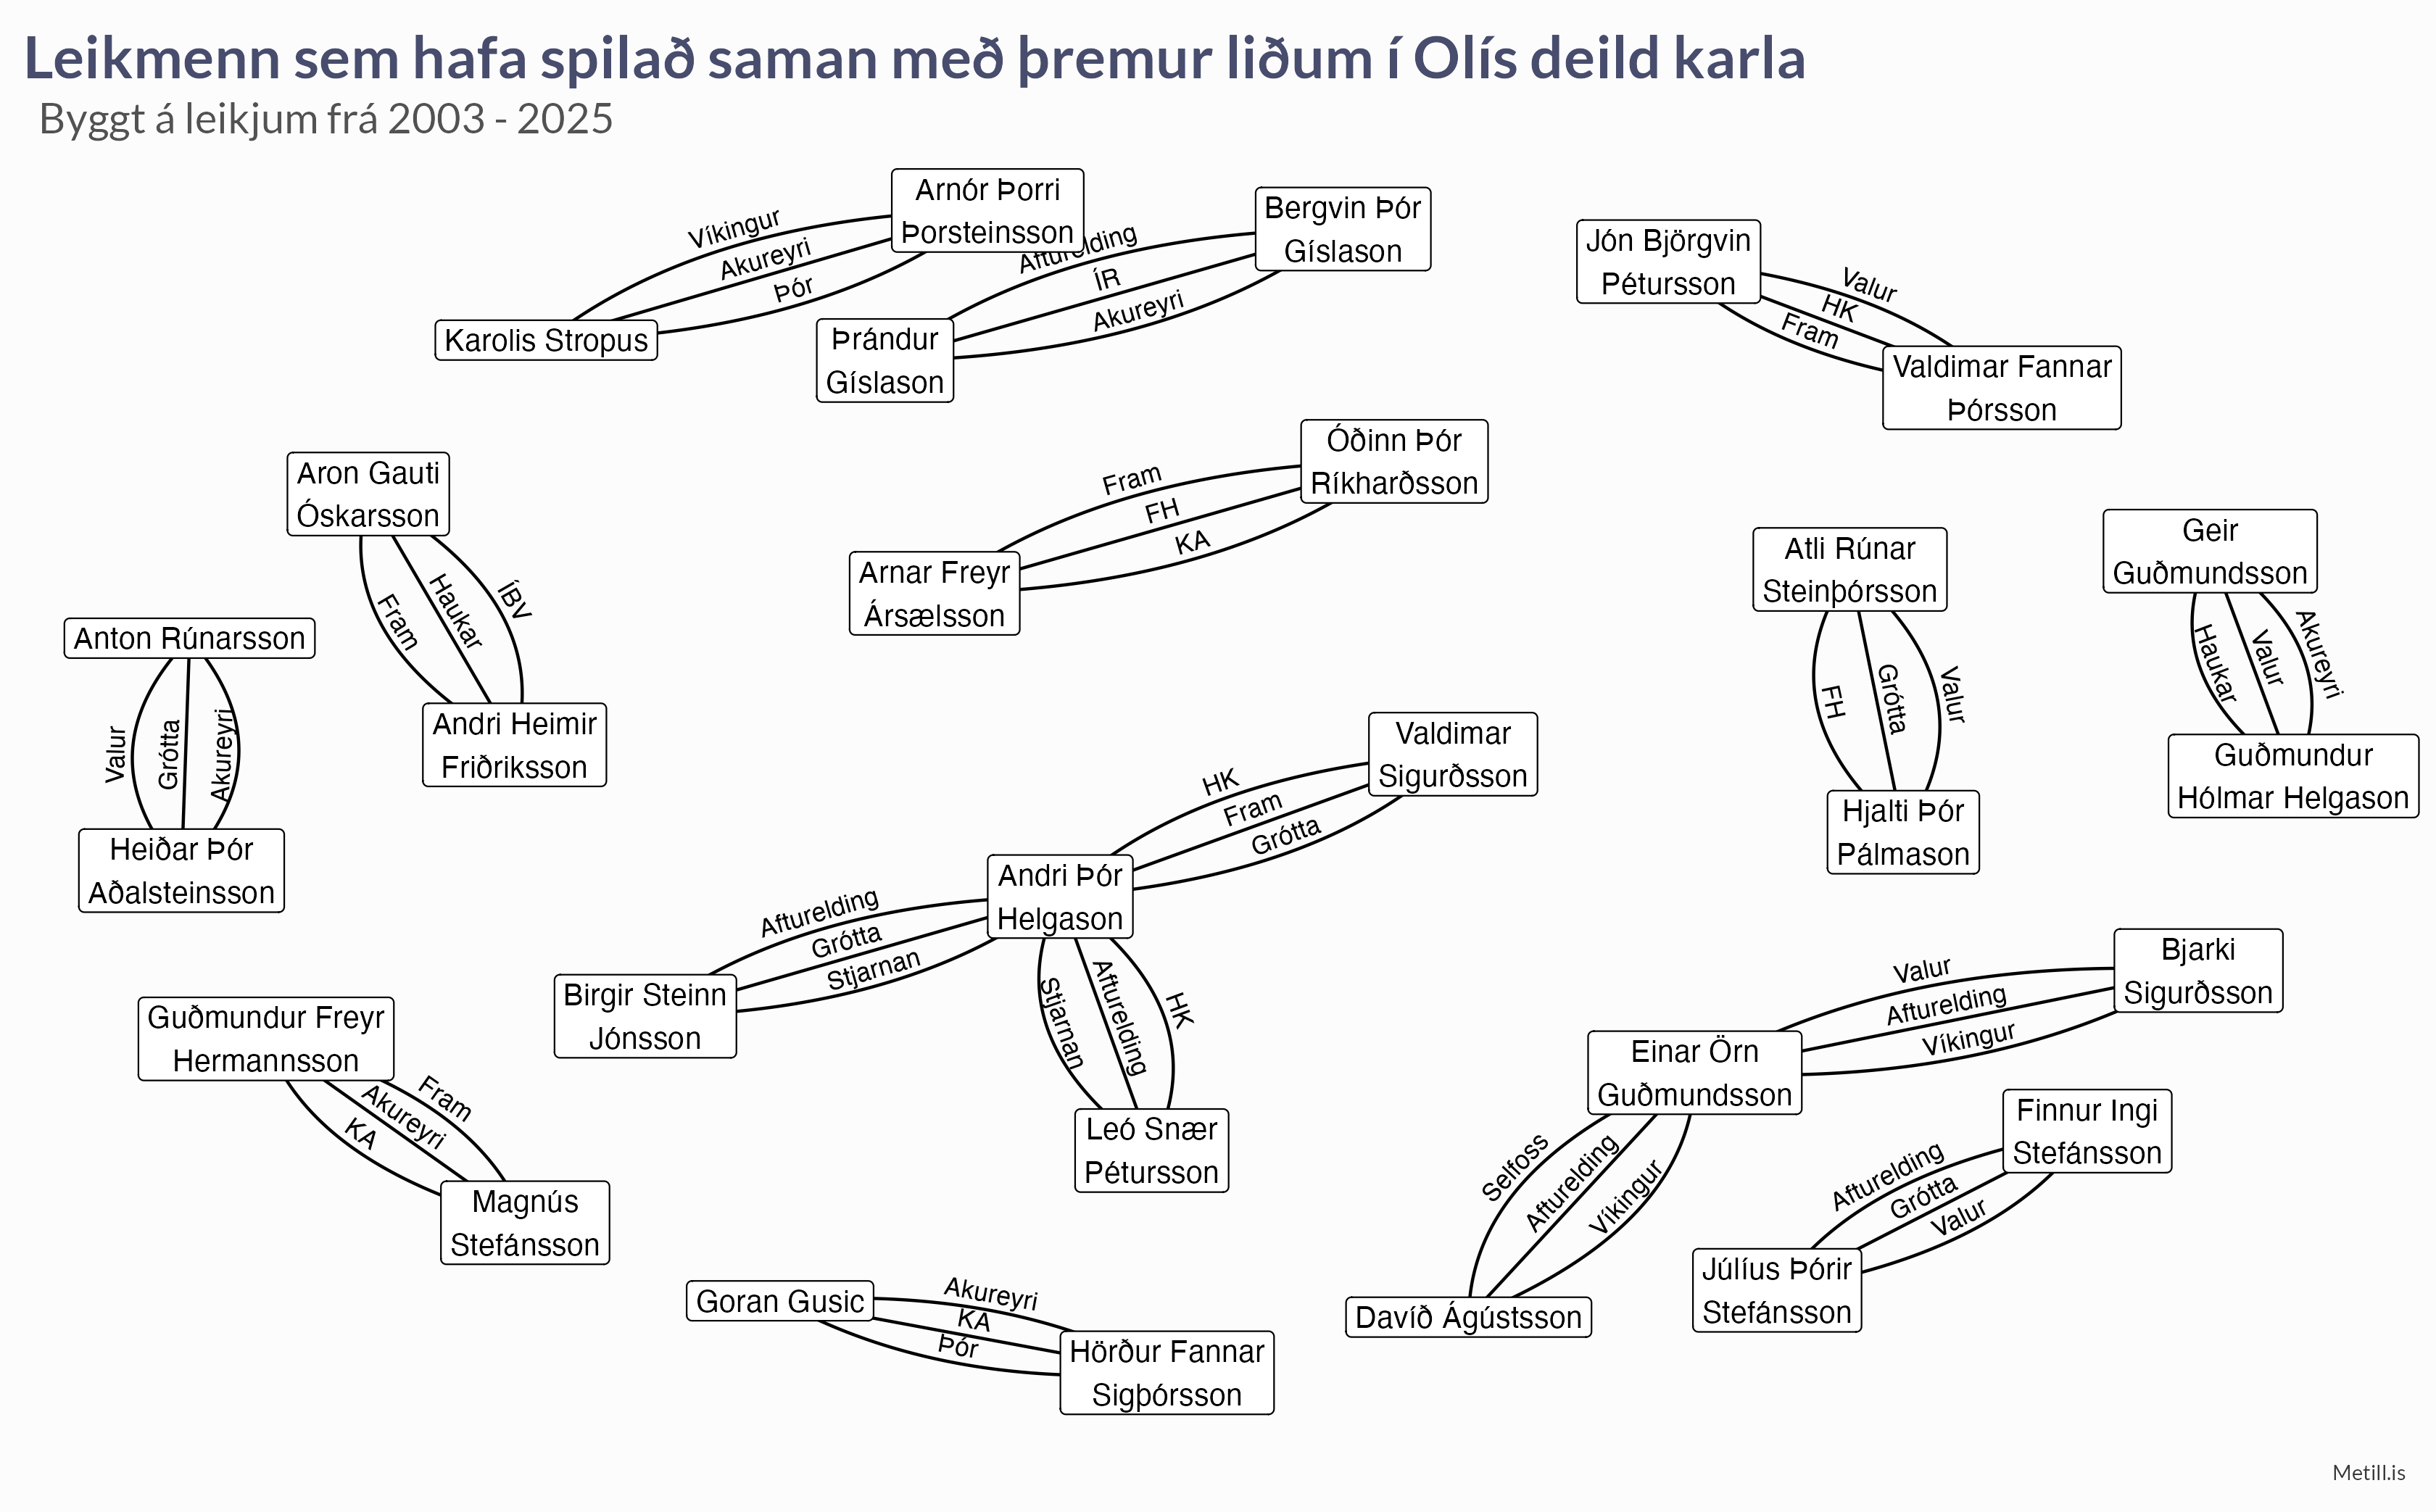 Leikmenn sem hafa spilað saman með þremur liðum í Olís deild karla
Byggt á leikjum frá 2003 - 2025
Arnór Þorri
Þorsteinsson
Víkingur
Akureyri
Þór
Karolis Stropus
Bergvin Þór
Gíslason
Afturelding
ÍR
Akureyri
Þrándur
Gíslason
Jón Björgvin
Pétursson
Valur
HK
Fram
Valdimar Fannar
Þórsson
Aron Gauti
Óskarsson
Fram
Haukar
ÍBV
Andri Heimir
Friðriksson
Óðinn Þór
Ríkharðsson
Fram
FH
KA
Arnar Freyr
Ársælsson
Atli Rúnar
Steinþórsson
FH
Grótta
Valur
Hjalti Þór
Pálmason
Geir
Guðmundsson
Haukar
Valur
Akureyri
Guðmundur
Hólmar Helgason
Anton Rúnarsson
Valur
Grótta
Akureyri
Heiðar Þór
Aðalsteinsson
Valdimar
Sigurðsson
HK
Fram
Grótta
Andri Þór
Helgason
Afturelding
Grótta
Stjarnan
Birgir Steinn
Jónsson
Stjarnan
Afturelding
HK
Leó Snær
Pétursson
Bjarki
Sigurðsson
Valur
Afturelding
Víkingur
Einar Örn
Guðmundsson
Selfoss
Afturelding
Víkingur
Davíð Ágústsson
Guðmundur Freyr
Hermannsson
Fram
Akureyri
KA
Magnús
Stefánsson
Finnur Ingi
Stefánsson
Afturelding
Grótta
Valur
Júlíus Þórir
Stefánsson
Goran Gusic
Akureyri
KA
Þór
Hörður Fannar
Sigþórsson
Metill.is